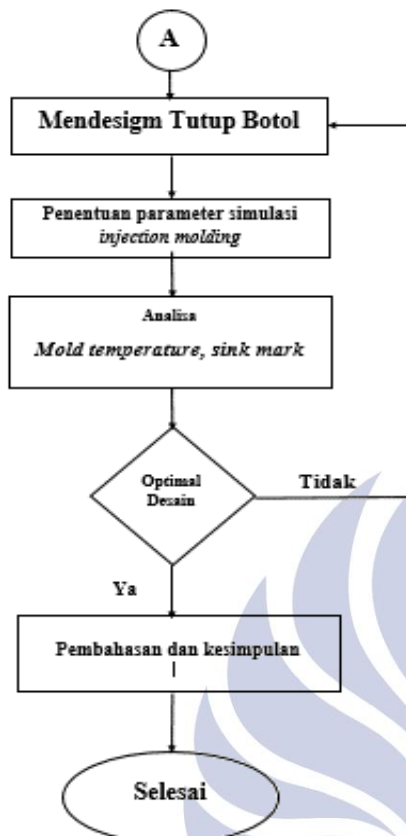 A
Mendesigm Tutup Botol
Penentuan parameter simulasi
injection molding
Analisa
Mold temperature, sink mark
Optimal
Desain
Tidak
Ya
Pembahasan dan kesimpulan
Selesai